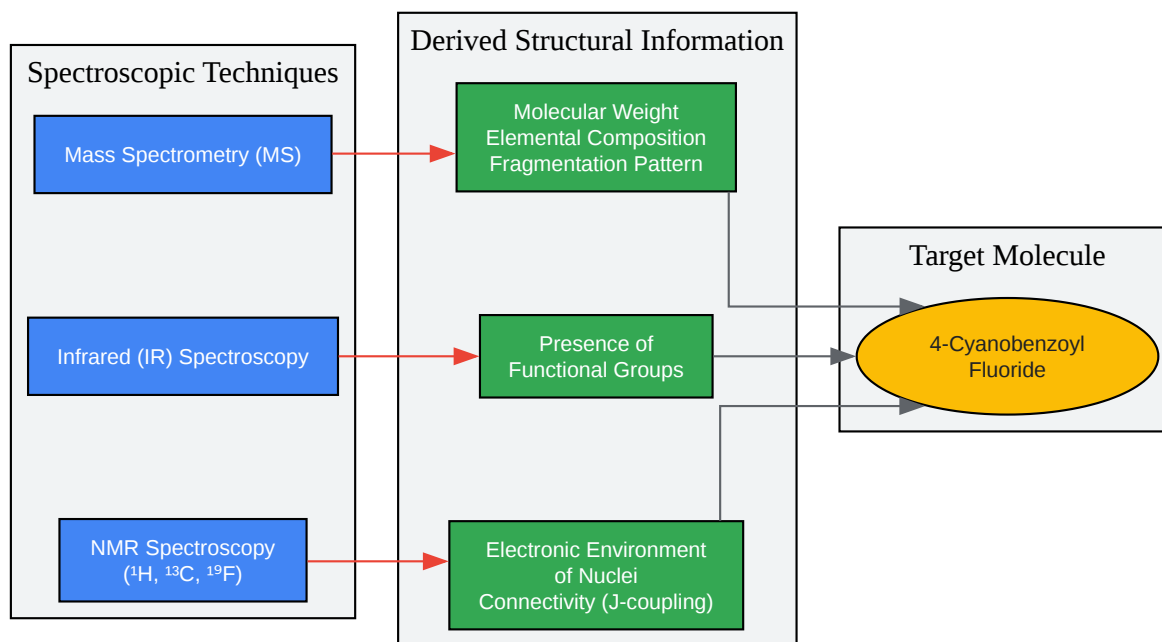 Spectroscopic Techniques
Mass Spectrometry (MS)
Infrared (IR) Spectroscopy
NMR Spectroscopy
(¹H, ¹³C, ¹⁹F)
Derived Structural Information
Molecular Weight
Elemental Composition
Fragmentation Pattern
Presence of
Functional Groups
Electronic Environment
of Nuclei
Connectivity (J-coupling)
Target Molecule
4-Cyanobenzoyl
Fluoride